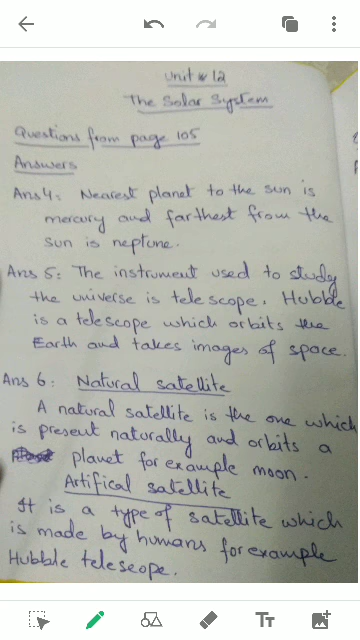 Unit # 12
The Solar System
Questions from page 105
Answers
Ans 4: Nearest planet to the sun is
mercury and farthest from the
sun is neptune.
Ans 5: The instrument used to study
the universe is telescope. Hubble
is a telescope which orbits the
Earth and takes images of space.
Ans 6: Natural satellite
A natural satellite is the one which
is present naturally and orbits a
planet for example moon.
Artifical satellite
It is a type of satellite which
is made by humans for example
Hubble telescope.
Tt